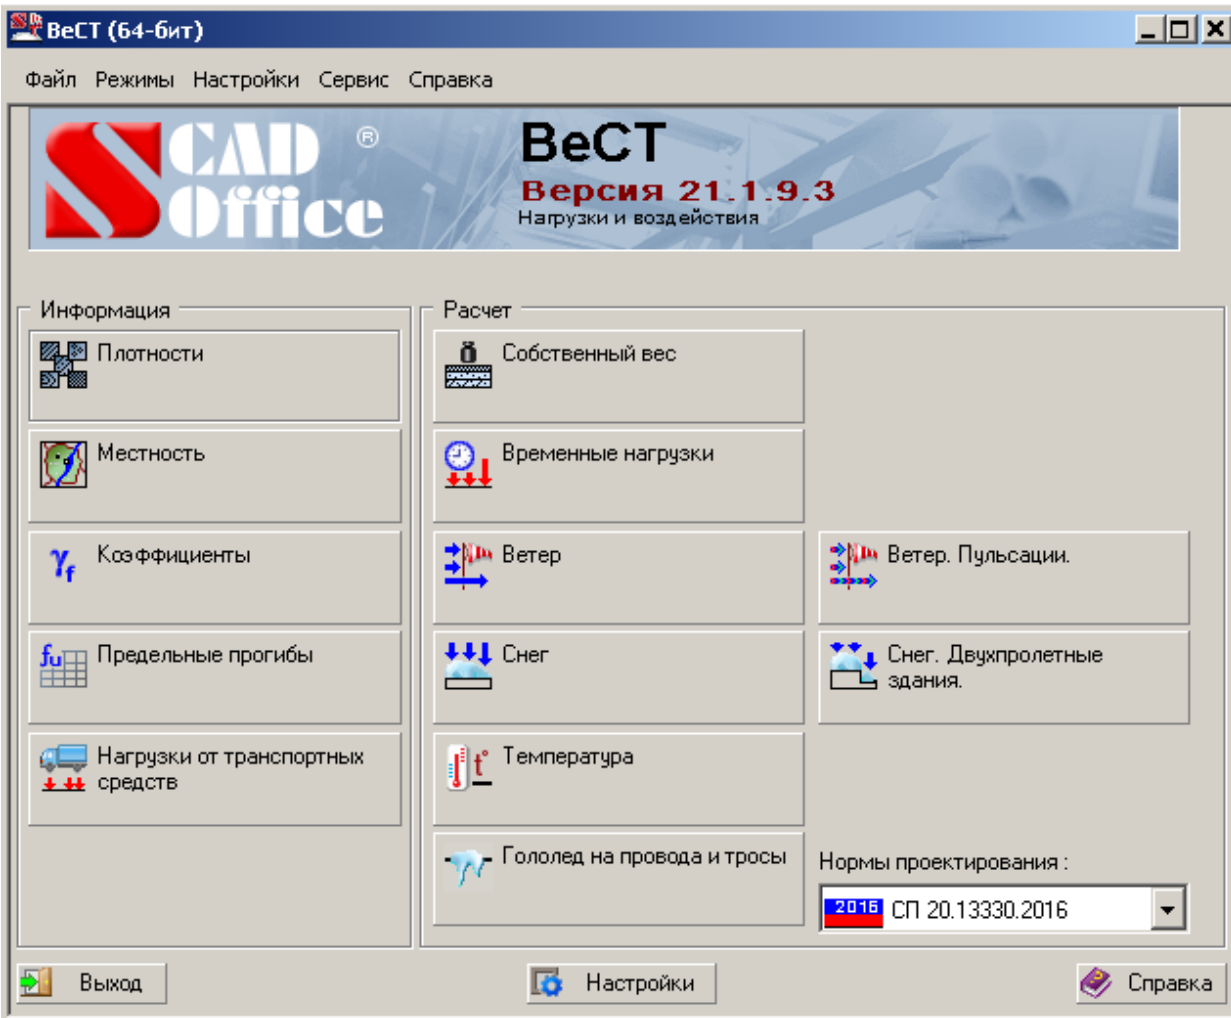 ВеСТ (64-бит)
Файл Режимы Настройки Сервис Справка
SCAD ®
Office
ВеСТ
Версия 21.1.9.3
Нагрузки и воздействия
Информация
Плотности
Местность
γf Коэффициенты
fu Предельные прогибы
Нагрузки от транспортных
средств
Расчет
Собственный вес
Временные нагрузки
Ветер
Ветер. Пульсации.
Снег
Снег. Двухпролетные
здания.
t° Температура
Гололед на провода и тросы
Нормы проектирования :
2016 СП 20.13330.2016
Выход
Настройки
Справка